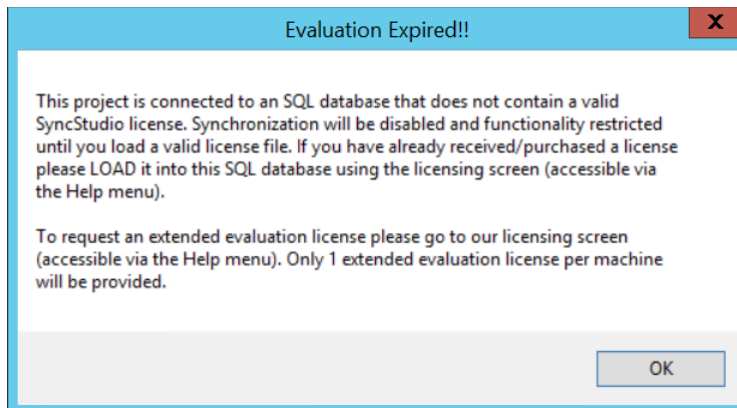 Evaluation Expired!!
X
This project is connected to an SQL database that does not contain a valid
SyncStudio license. Synchronization will be disabled and functionality restricted
until you load a valid license file. If you have already received/purchased a license
please LOAD it into this SQL database using the licensing screen (accessible via
the Help menu).
To request an extended evaluation license please go to our licensing screen
(accessible via the Help menu). Only 1 extended evaluation license per machine
will be provided.
OK